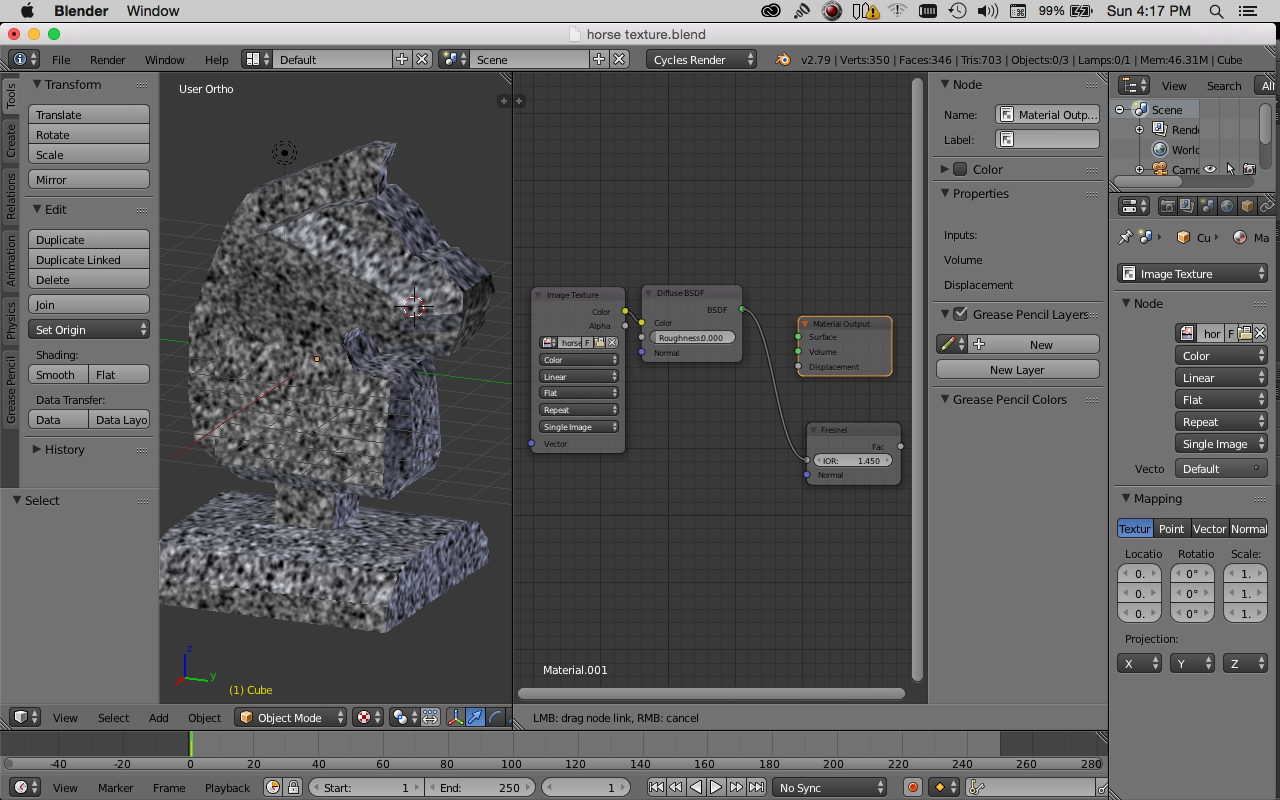 Blender Window 99% Sun 4:17 PM
horse texture.blend
File Render Window Help Default Scene Cycles Render v2.79 | Verts:350 | Faces:346 | Tris:703 | Objects:0/3 | Lamps:0/1 | Mem:46.31M | Cube
Tools
Create
Relations
Animation
Physics
Grease Pencil
Transform
Translate
Rotate
Scale
Mirror
Edit
Duplicate
Duplicate Linked
Delete
Join
Set Origin
Shading:
Smooth Flat
Data Transfer:
Data Data Layo
History
Select
User Ortho
z
y
(1) Cube
Image Texture
Color
Alpha
horse F
Color
Linear
Flat
Repeat
Single Image
Vector
Diffuse BSDF
BSDF
Color
Roughness:0.000
Normal
Material Output
Surface
Volume
Displacement
Fresnel
Fac
IOR: 1.450
Normal
Material.001
Node
Name: Material Outp...
Label:
Color
Properties
Inputs:
Volume
Displacement
Grease Pencil Layers
New
New Layer
Grease Pencil Colors
View Search All
Scene
Rende
World
Came
Cu Ma
Image Texture
Node
hor F
Color
Linear
Flat
Repeat
Single Image
Vecto Default
Mapping
Textur Point Vector Normal
Locatio Rotatio Scale:
0. 0° 1.
0. 0° 1.
0. 0° 1.
Projection:
X Y Z
View Select Add Object Object Mode
LMB: drag node link, RMB: cancel
-40 -20 0 20 40 60 80 100 120 140 160 180 200 220 240 260 280
View Marker Frame Playback Start: 1 End: 250 1 No Sync